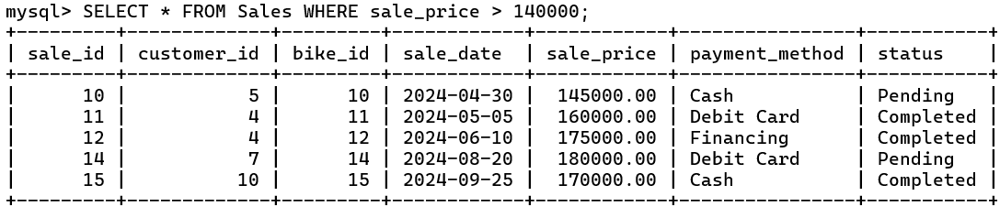 mysql> SELECT * FROM Sales WHERE sale_price > 140000;
+---------+-------------+---------+------------+------------+----------------+-----------+
| sale_id | customer_id | bike_id | sale_date  | sale_price | payment_method | status    |
+---------+-------------+---------+------------+------------+----------------+-----------+
|      10 |           5 |      10 | 2024-04-30 |  145000.00 | Cash           | Pending   |
|      11 |           4 |      11 | 2024-05-05 |  160000.00 | Debit Card     | Completed |
|      12 |           4 |      12 | 2024-06-10 |  175000.00 | Financing      | Completed |
|      14 |           7 |      14 | 2024-08-20 |  180000.00 | Debit Card     | Pending   |
|      15 |          10 |      15 | 2024-09-25 |  170000.00 | Cash           | Completed |
+---------+-------------+---------+------------+------------+----------------+-----------+